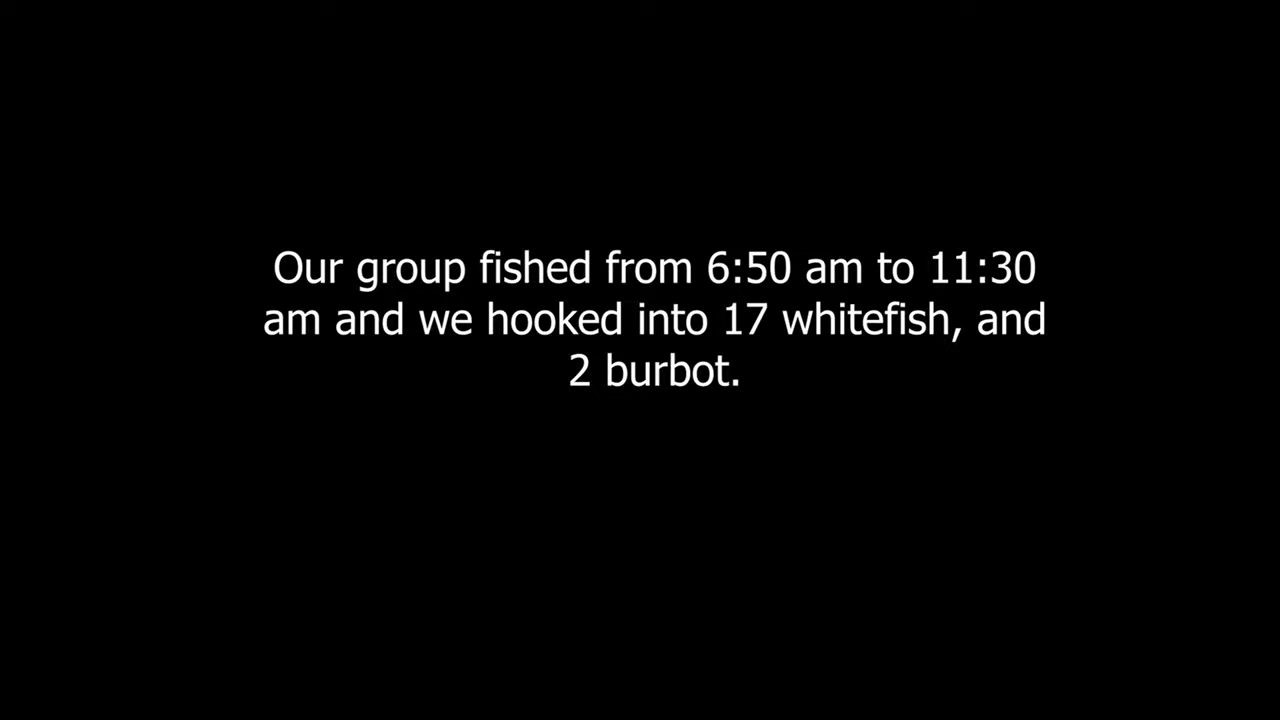 Our group fished from 6:50 am to 11:30
am and we hooked into 17 whitefish, and
2 burbot.